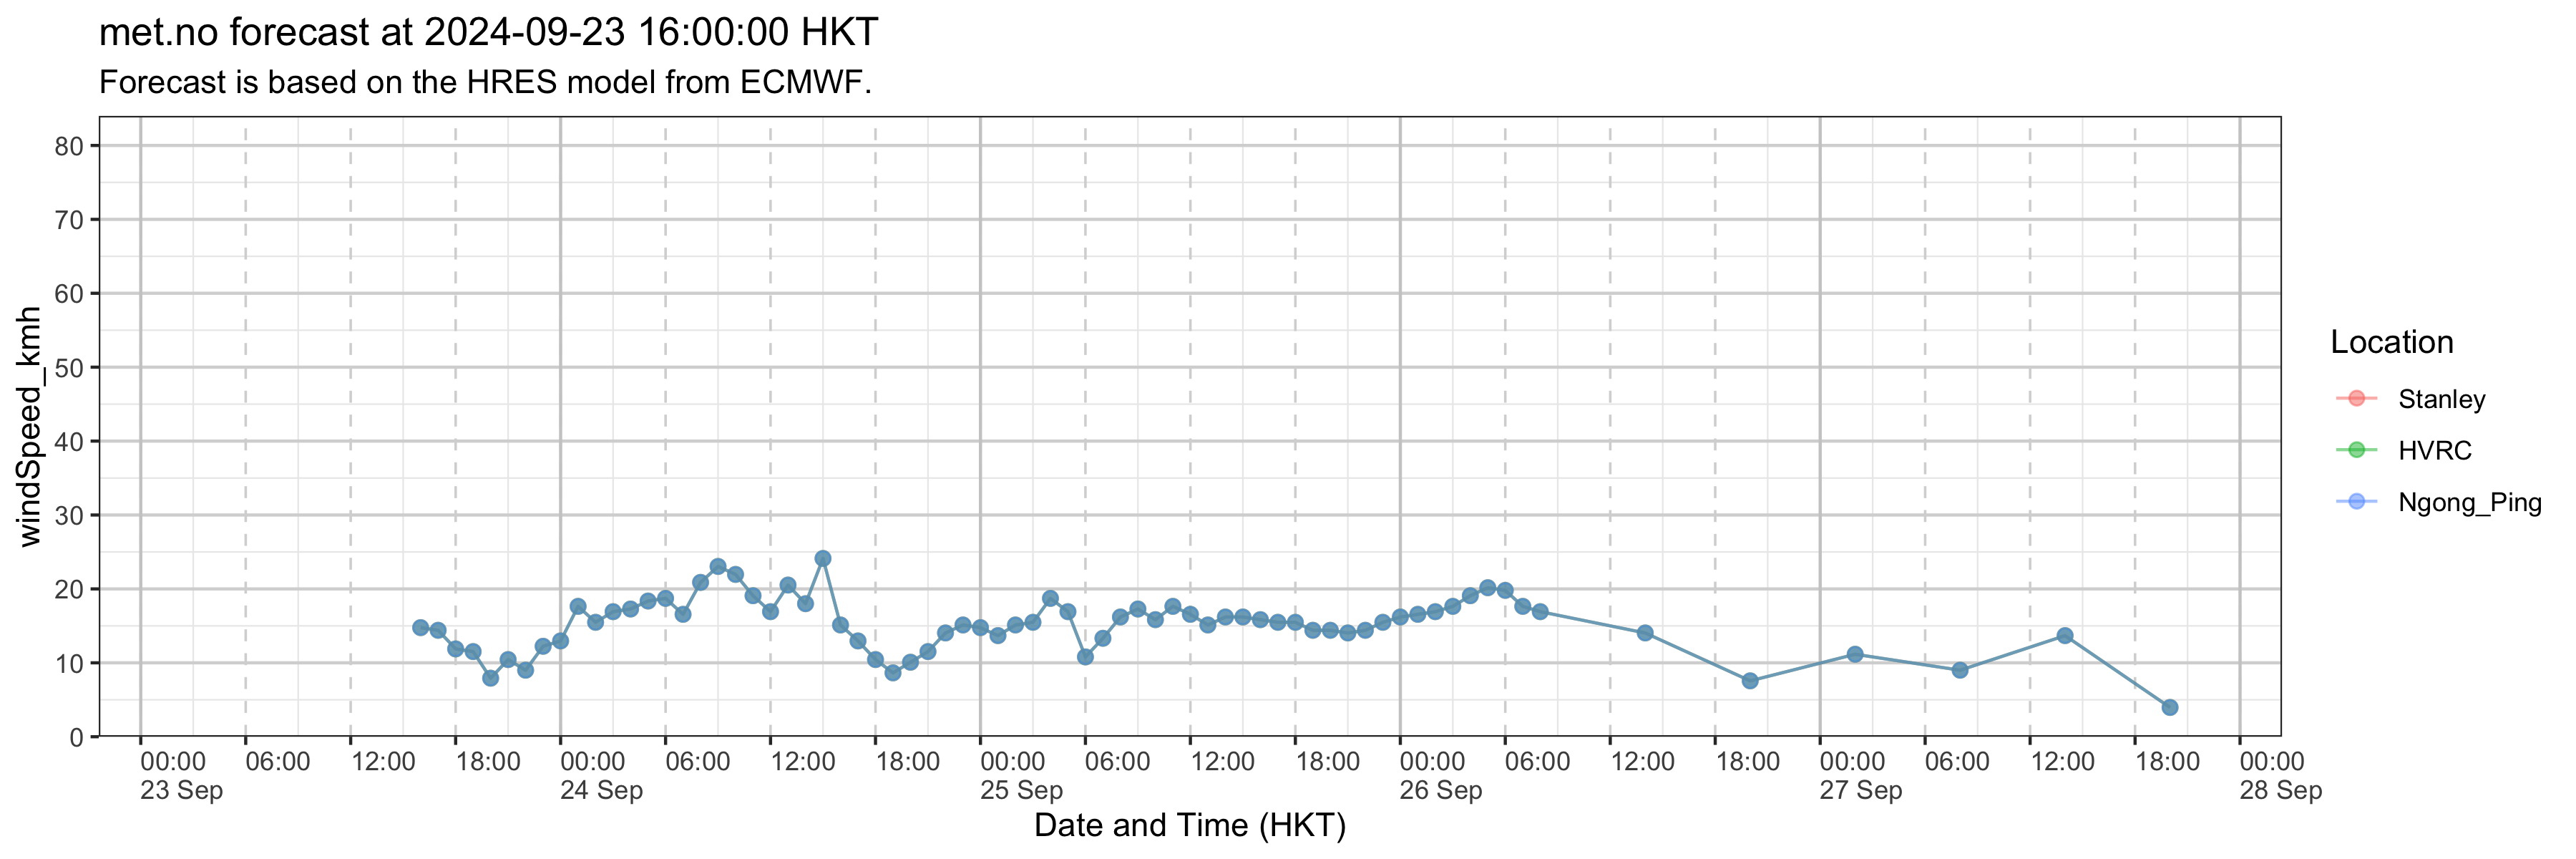 met.no forecast at 2024-09-23 16:00:00 HKT
Forecast is based on the HRES model from ECMWF.
windSpeed_kmh
80
70
60
50
40
30
20
10
0
00:00 06:00 12:00 18:00 00:00 06:00 12:00 18:00 00:00 06:00 12:00 18:00 00:00 06:00 12:00 18:00 00:00 06:00 12:00 18:00 00:00
23 Sep 24 Sep 25 Sep 26 Sep 27 Sep 28 Sep
Date and Time (HKT)
Location
Stanley
HVRC
Ngong_Ping